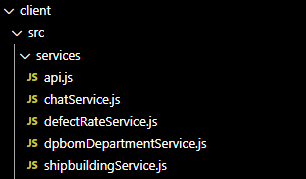 client
src
services
JS api.js
JS chatService.js
JS defectRateService.js
JS dpbomDepartmentService.js
JS shipbuildingService.js